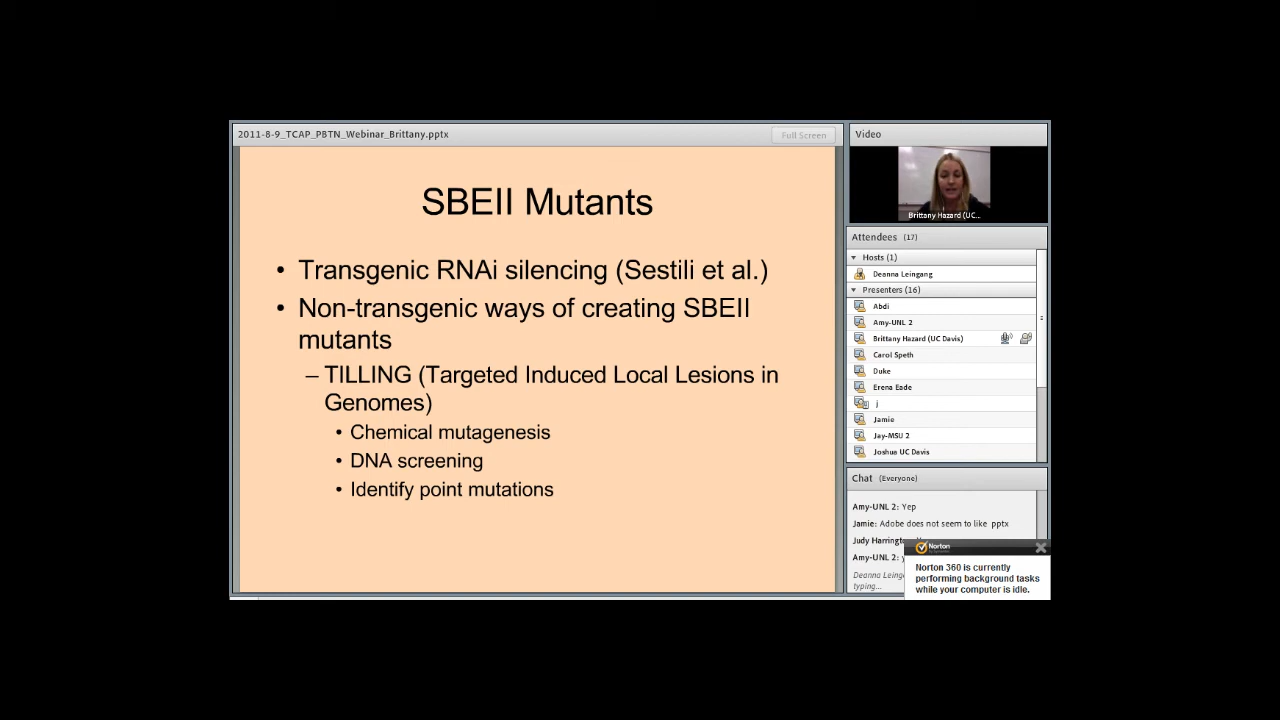 2011-8-9_TCAP_PBTN_Webinar_Brittany.pptx
Full Screen
SBEII Mutants
• Transgenic RNAi silencing (Sestili et al.)
• Non-transgenic ways of creating SBEII
mutants
– TILLING (Targeted Induced Local Lesions in
Genomes)
• Chemical mutagenesis
• DNA screening
• Identify point mutations
Video
Brittany Hazard (UC...
Attendees (17)
Hosts (1)
Deanna Leingang
Presenters (16)
Abdi
Amy-UNL 2
Brittany Hazard (UC Davis)
Carol Speth
Duke
Erena Eade
j
Jamie
Jay-MSU 2
Joshua UC Davis
Chat (Everyone)
Amy-UNL 2: Yep
Jamie: Adobe does not seem to like pptx
Judy
Amy-UNL 2:
Deanna
typing...
Norton
Norton 360 is currently
performing background tasks
while your computer is idle.